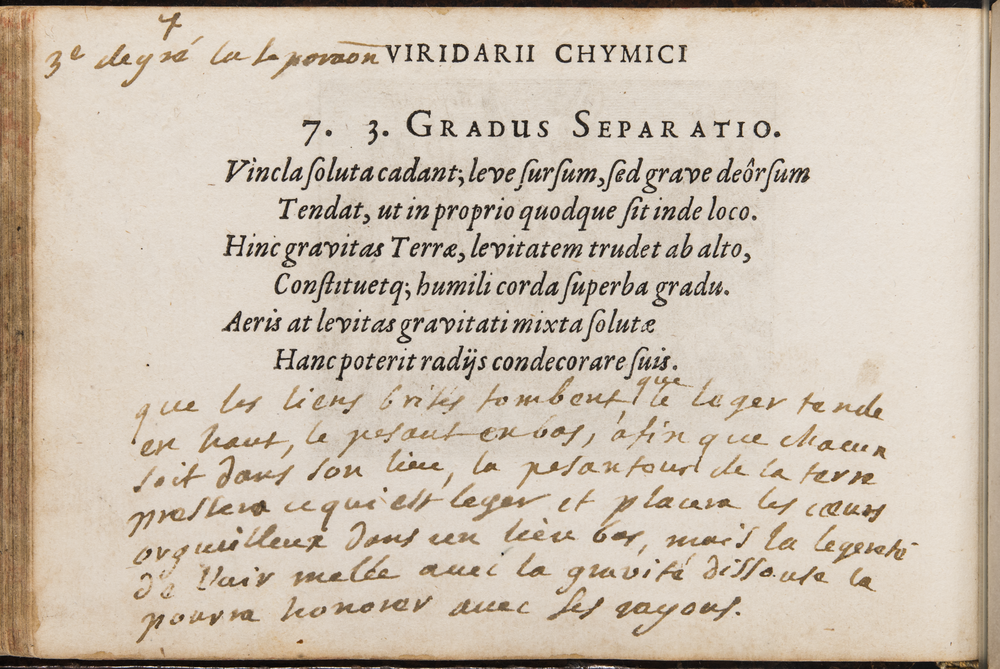 7
3e degré la separaōn VIRIDARII CHYMICI
7. 3. GRADUS SEPARATIO.
Vincla ſoluta cadant; leve ſurſum, ſed grave deôrſum
Tendat, ut in proprio quodque ſit inde loco.
Hinc gravitas Terræ, levitatem trudet ab alto,
Conſtituetq; humili corda ſuperba gradu.
Aeris at levitas gravitati mixta ſolutæ
Hanc poterit radijs condecorare ſuis.
que les liens brisés tombent, que le leger tende
en haut, le pesant en bas, afin que chacun
soit dans son lieu, la pesanteur de la terre
pressera ce qui est leger et placera les cœurs
orgueilleux dans un lieu bas, mais la legereté
de l'air meslée avec la gravité dissoute la
pourra honorer avec ses rayons.